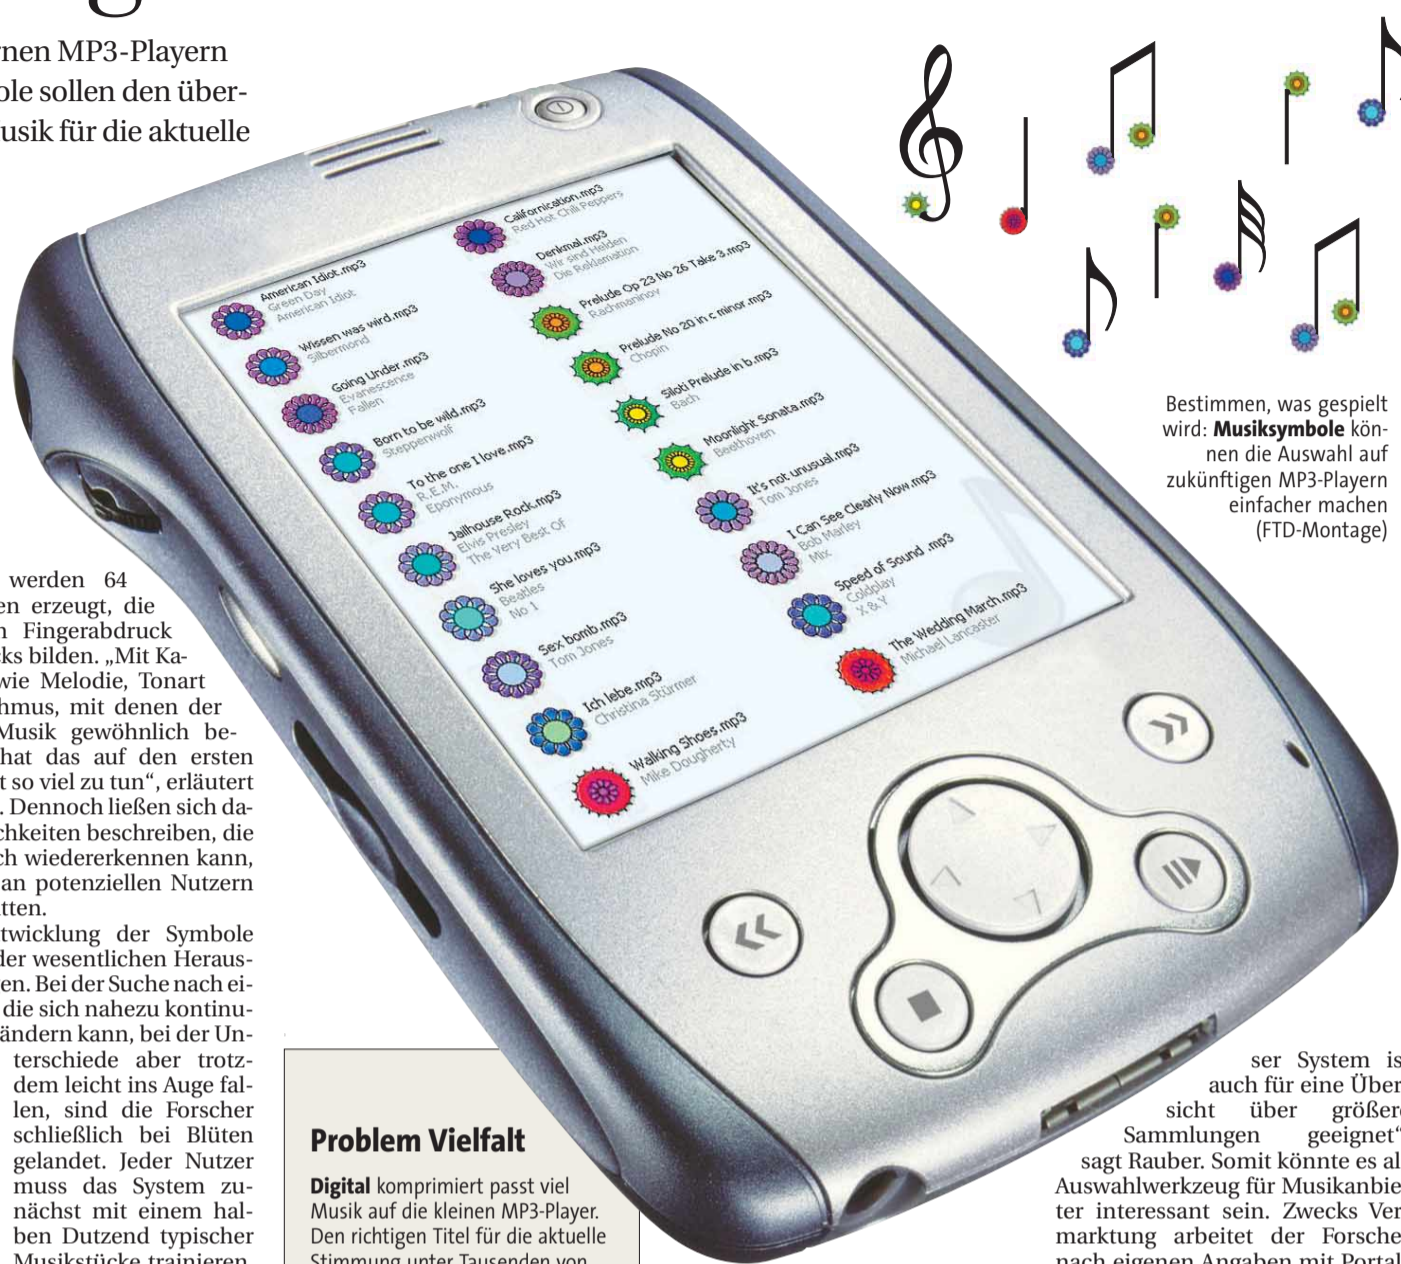 rnen MP3-Playern
ole sollen den über-
usik für die aktuelle
Californication.mp3
Red Hot Chili Peppers
Denkmal.mp3
Wir sind Helden
Die Reklamation
Prelude Op 23 No 26 Take 3.mp3
Rachmaninov
Prelude No 20 in c minor.mp3
Chopin
Siloti Prelude in b.mp3
Bach
Moonlight Sonata.mp3
Beethoven
It's not unusual.mp3
Tom Jones
I Can See Clearly Now.mp3
Bob Marley
Mix
Speed of Sound .mp3
Coldplay
X & Y
The Wedding March.mp3
Michael Lancaster
American Idiot.mp3
Green Day
American Idiot
Wissen was wird.mp3
Silbermond
Going Under.mp3
Evanescence
Fallen
Born to be wild.mp3
Steppenwolf
To the one I love.mp3
R.E.M.
Eponymous
Jailhouse Rock.mp3
Elvis Presley
The Very Best Of
She loves you.mp3
Beatles
No 1
Sex bomb.mp3
Tom Jones
Ich lebe.mp3
Christina Stürmer
Walking Shoes.mp3
Mike Dougherty
Bestimmen, was gespielt
wird: Musiksymbole kön-
nen die Auswahl auf
zukünftigen MP3-Playern
einfacher machen
(FTD-Montage)
werden 64
en erzeugt, die
n Fingerabdruck
cks bilden. „Mit Ka-
wie Melodie, Tonart
hmus, mit denen der
Musik gewöhnlich be-
hat das auf den ersten
t so viel zu tun“, erläutert
. Dennoch ließen sich da-
chkeiten beschreiben, die
ch wiedererkennen kann,
an potenziellen Nutzern
tten.
twicklung der Symbole
der wesentlichen Heraus-
en. Bei der Suche nach ei-
die sich nahezu kontinu-
ändern kann, bei der Un-
terschiede aber trotz-
dem leicht ins Auge fal-
len, sind die Forscher
schließlich bei Blüten
gelandet. Jeder Nutzer
muss das System zu-
nächst mit einem hal-
ben Dutzend typischer
Musikstücke trainieren
Problem Vielfalt
Digital komprimiert passt viel
Musik auf die kleinen MP3-Player.
Den richtigen Titel für die aktuelle
Stimmung unter Tausenden von
ser System is
auch für eine Über
sicht über größere
Sammlungen geeignet“
sagt Rauber. Somit könnte es al
Auswahlwerkzeug für Musikanbie
ter interessant sein. Zwecks Ver
marktung arbeitet der Forsche
nach eigenen Angaben mit Portal